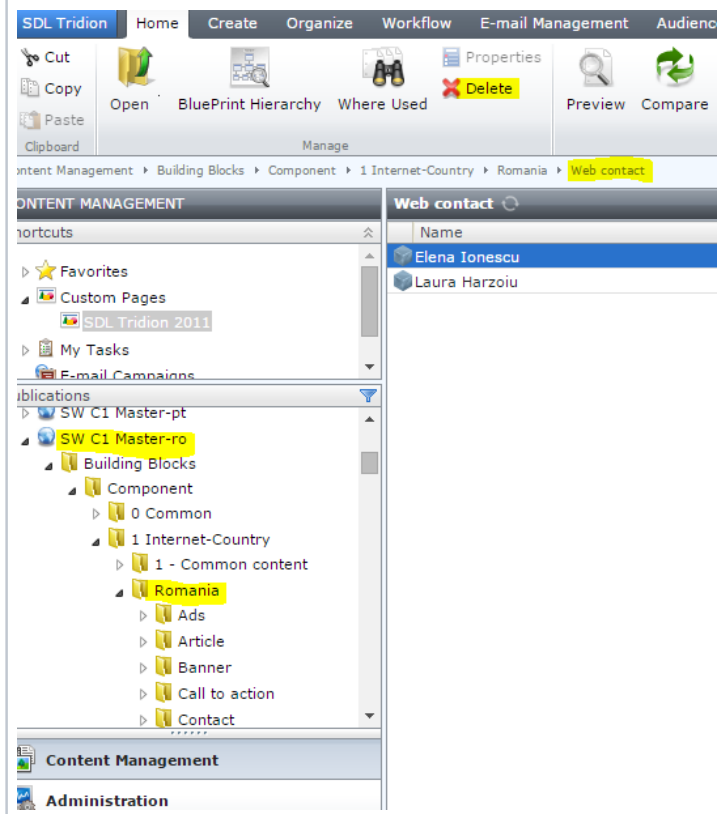 SDL Tridion Home Create Organize Workflow E-mail Management Audienc
Cut
Copy
Paste
Open
BluePrint Hierarchy
Where Used
Properties
Delete
Preview
Compare
Clipboard
Manage
ontent Management Building Blocks Component 1 Internet-Country Romania Web contact
ONTENT MANAGEMENT
hortcuts
Favorites
Custom Pages
SDL Tridion 2011
My Tasks
E-mail Campaigns
ublications
SW C1 Master-pt
SW C1 Master-ro
Building Blocks
Component
0 Common
1 Internet-Country
1 - Common content
Romania
Ads
Article
Banner
Call to action
Contact
Content Management
Administration
Web contact
Name
Elena Ionescu
Laura Harzoiu